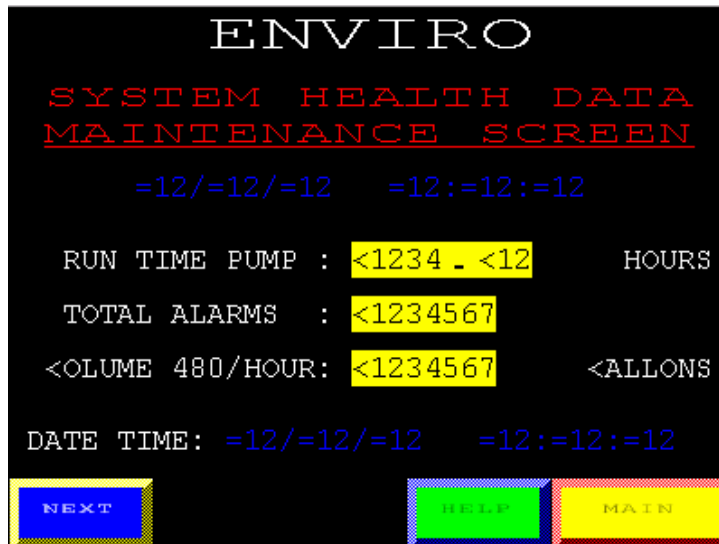 ENVIRO
SYSTEM HEALTH DATA
MAINTENANCE SCREEN
=12/=12/=12 =12:=12:=12
RUN TIME PUMP : <1234.<12 HOURS
TOTAL ALARMS : <1234567
<OLUME 480/HOUR: <1234567 <ALLONS
DATE TIME: =12/=12/=12 =12:=12:=12
NEXT HELP MAIN